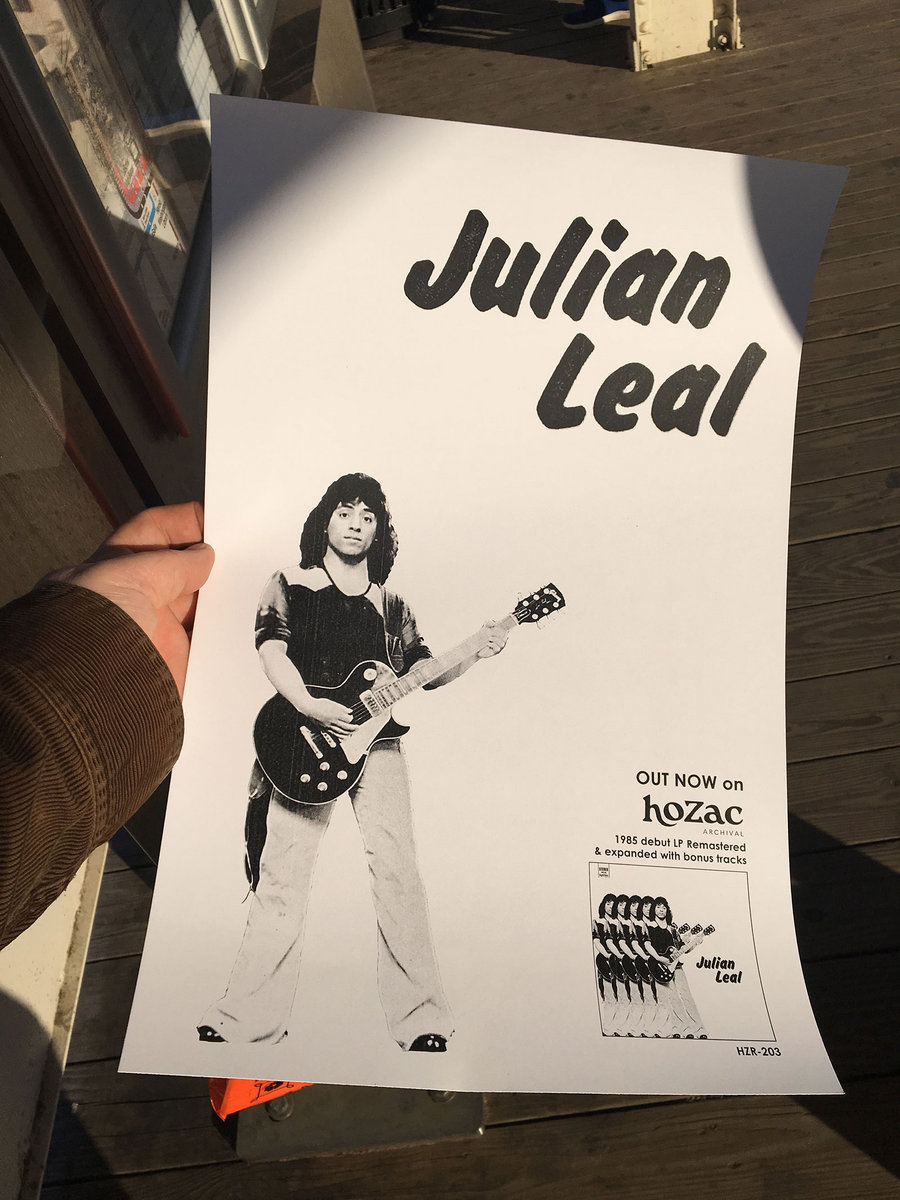 Julian
Leal
OUT NOW on
hozac
ARCHIVAL
1985 debut LP Remastered
& expanded with bonus tracks
Julian
Leal
HZR-203